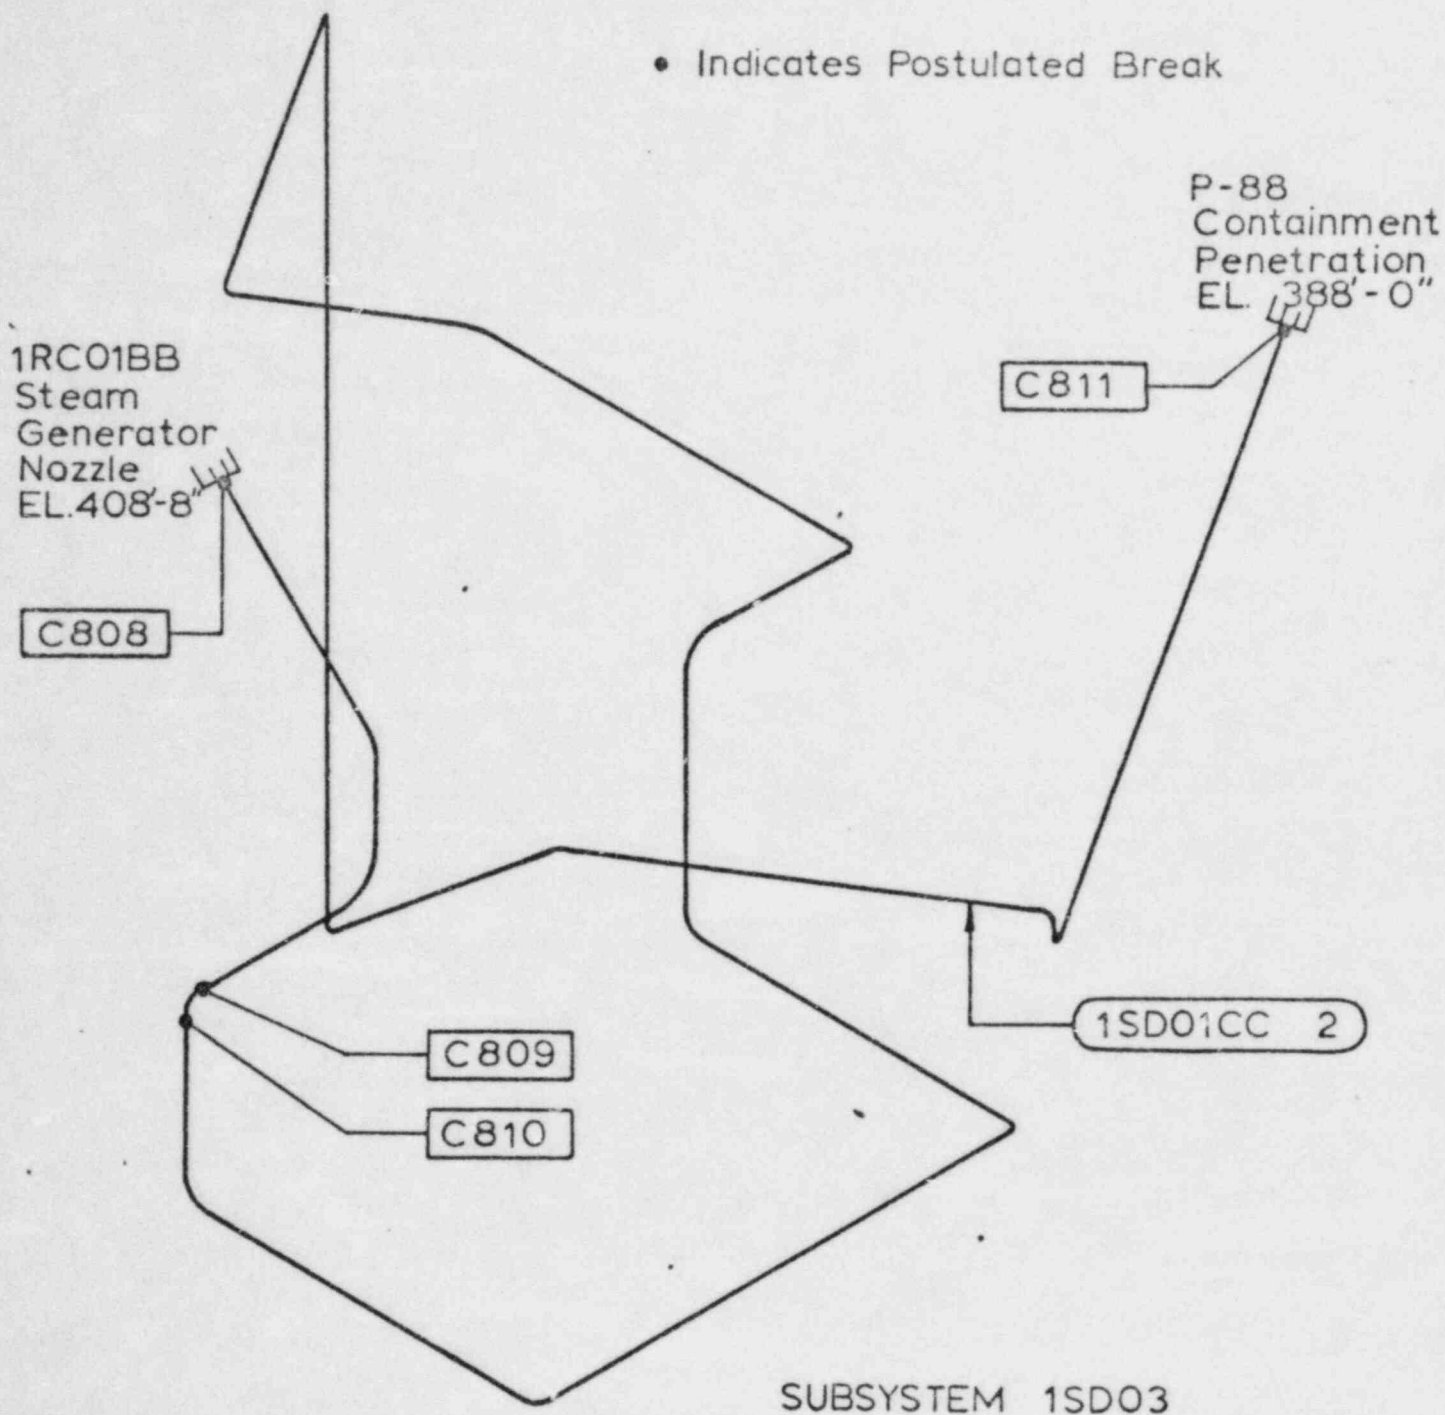 • Indicates Postulated Break
P-88
Containment
Penetration
EL. 388'-0"
1RC01BB
Steam
Generator
Nozzle
EL.408'-8"
C811
C808
1SD01CC 2
C809
C810
SUBSYSTEM 1SD03